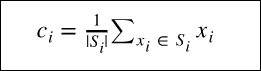 $c_i = \frac{1}{|S_i|} \sum_{x_i \in S_i} x_i$